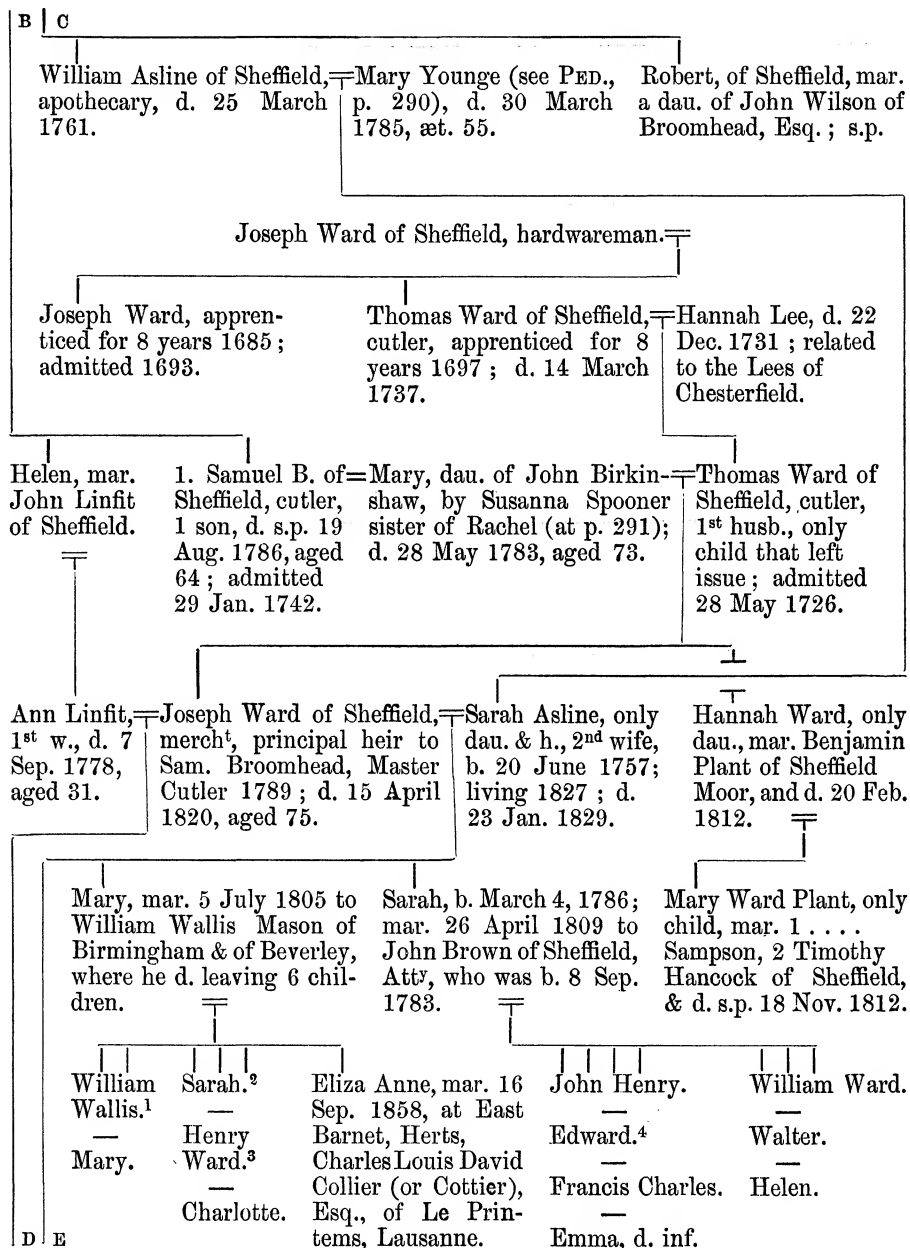 B C
William Asline of Sheffield,
apothecary, d. 25 March
1761.
Mary Younge (see PED.,
p. 290), d. 30 March
1785, æt. 55.
Robert, of Sheffield, mar.
a dau. of John Wilson of
Broomhead, Esq. ; s.p.
Joseph Ward of Sheffield, hardwareman.
Joseph Ward, appren-
ticed for 8 years 1685 ;
admitted 1693.
Thomas Ward of Sheffield,
cutler, apprenticed for 8
years 1697 ; d. 14 March
1737.
Hannah Lee, d. 22
Dec. 1731 ; related
to the Lees of
Chesterfield.
Helen, mar.
John Linfit
of Sheffield.
1. Samuel B. of
Sheffield, cutler,
1 son, d. s.p. 19
Aug. 1786, aged
64 ; admitted
29 Jan. 1742.
Mary, dau. of John Birkin-
shaw, by Susanna Spooner
sister of Rachel (at p. 291);
d. 28 May 1783, aged 73.
Thomas Ward of
Sheffield, cutler,
1st husb., only
child that left
issue ; admitted
28 May 1726.
Ann Linfit,
1st w., d. 7
Sep. 1778,
aged 31.
Joseph Ward of Sheffield,
mercht, principal heir to
Sam. Broomhead, Master
Cutler 1789 ; d. 15 April
1820, aged 75.
Sarah Asline, only
dau. & h., 2nd wife,
b. 20 June 1757;
living 1827 ; d.
23 Jan. 1829.
Hannah Ward, only
dau., mar. Benjamin
Plant of Sheffield
Moor, and d. 20 Feb.
1812.
Mary, mar. 5 July 1805 to
William Wallis Mason of
Birmingham & of Beverley,
where he d. leaving 6 chil-
dren.
Sarah, b. March 4, 1786;
mar. 26 April 1809 to
John Brown of Sheffield,
Atty, who was b. 8 Sep.
1783.
Mary Ward Plant, only
child, mar. 1 . . . .
Sampson, 2 Timothy
Hancock of Sheffield,
& d. s.p. 18 Nov. 1812.
William
Wallis.1
—
Mary.
Sarah.2
—
Henry
Ward.3
—
Charlotte.
Eliza Anne, mar. 16
Sep. 1858, at East
Barnet, Herts,
Charles Louis David
Collier (or Cottier),
Esq., of Le Prin-
tems, Lausanne.
John Henry.
—
Edward.4
—
Francis Charles.
—
Emma, d. inf.
William Ward.
—
Walter.
—
Helen.
D E